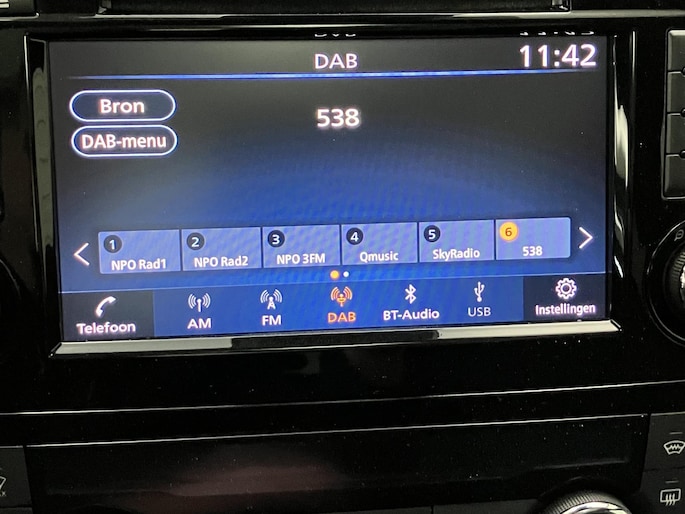 DAB
11:42
Bron
538
DAB-menu
1 2 3 4 5 6
NPO Rad1 NPO Rad2 NPO 3FM Qmusic SkyRadio 538
Telefoon AM FM DAB BT-Audio USB Instellingen